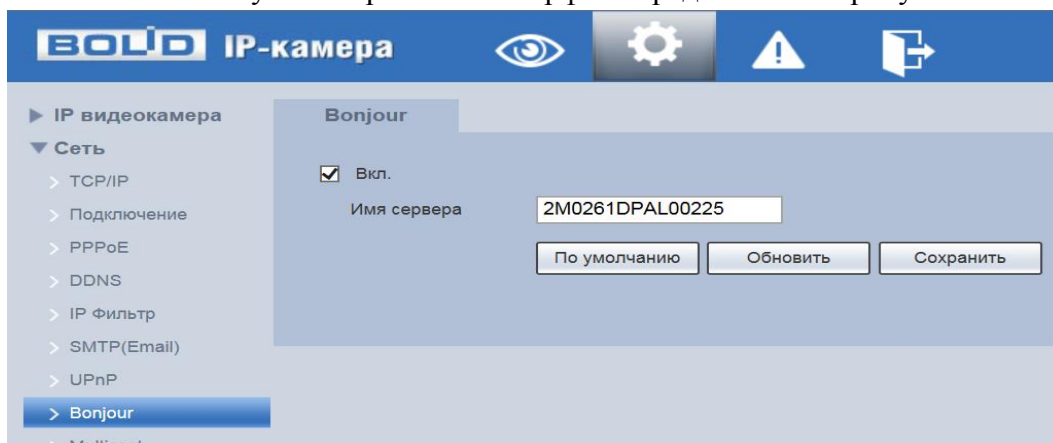 BOLID IP-камера
IP видеокамера
Сеть
TCP/IP
Подключение
PPPoE
DDNS
IP Фильтр
SMTP(Email)
UPnP
Bonjour
Bonjour
Вкл.
Имя сервера 2M0261DPAL00225
По умолчанию Обновить Сохранить